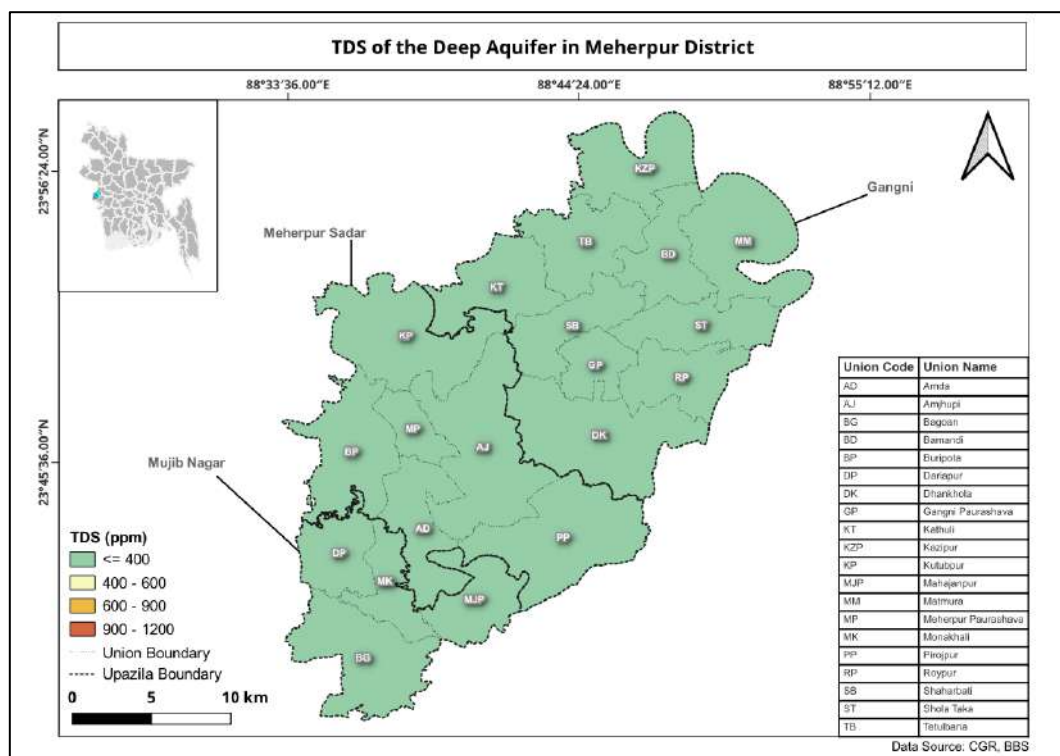 TDS of the Deep Aquifer in Meherpur District
88°33'36.00"E 88°44'24.00"E 88°55'12.00"E
23°56'24.00"N
23°45'36.00"N
Gangni
Meherpur Sadar
Mujib Nagar
KZP
TB
BD
MM
KT
SB
ST
KP
GP
RP
MP
AJ
DK
BP
AD
PP
DP
MK
MJP
BG
TDS (ppm)
<= 400
400 - 600
600 - 900
900 - 1200
Union Boundary
Upazila Boundary
0 5 10 km
Union Code Union Name
AD Amda
AJ Amjhupi
BG Bagoan
BD Bamandi
BP Buripota
DP Dariapur
DK Dhankhola
GP Gangni Paurashava
KT Kathuli
KZP Kazipur
KP Kutubpur
MJP Mahajanpur
MM Matmura
MP Meherpur Paurashava
MK Monakhali
PP Pirojpur
RP Roypur
SB Shaharbati
ST Shola Taka
TB Tetulbaria
Data Source: CGR, BBS